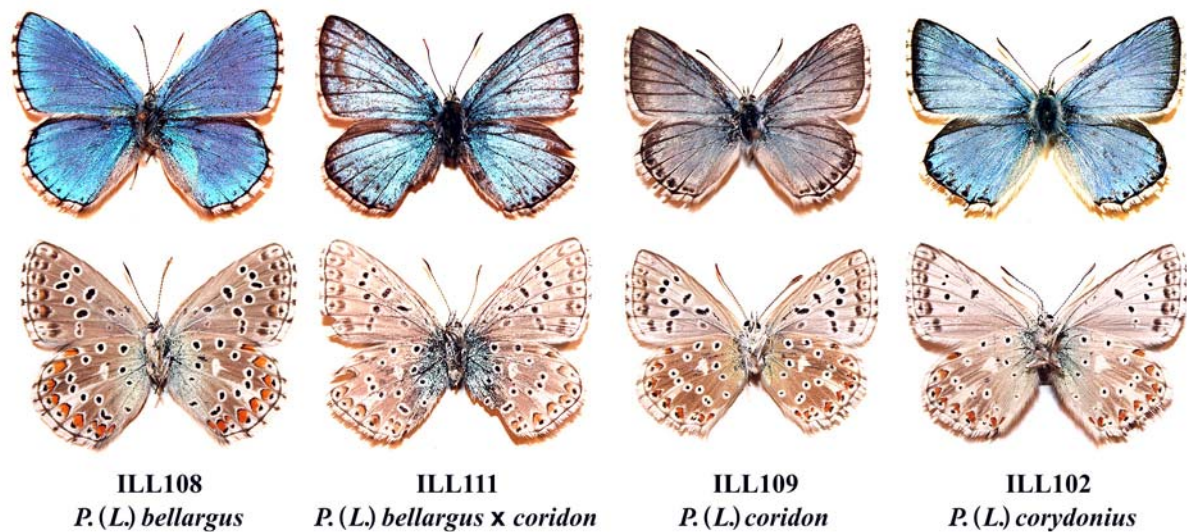 ILL108
P. (L.) bellargus
ILL111
P. (L.) bellargus x coridon
ILL109
P. (L.) coridon
ILL102
P. (L.) corydonius